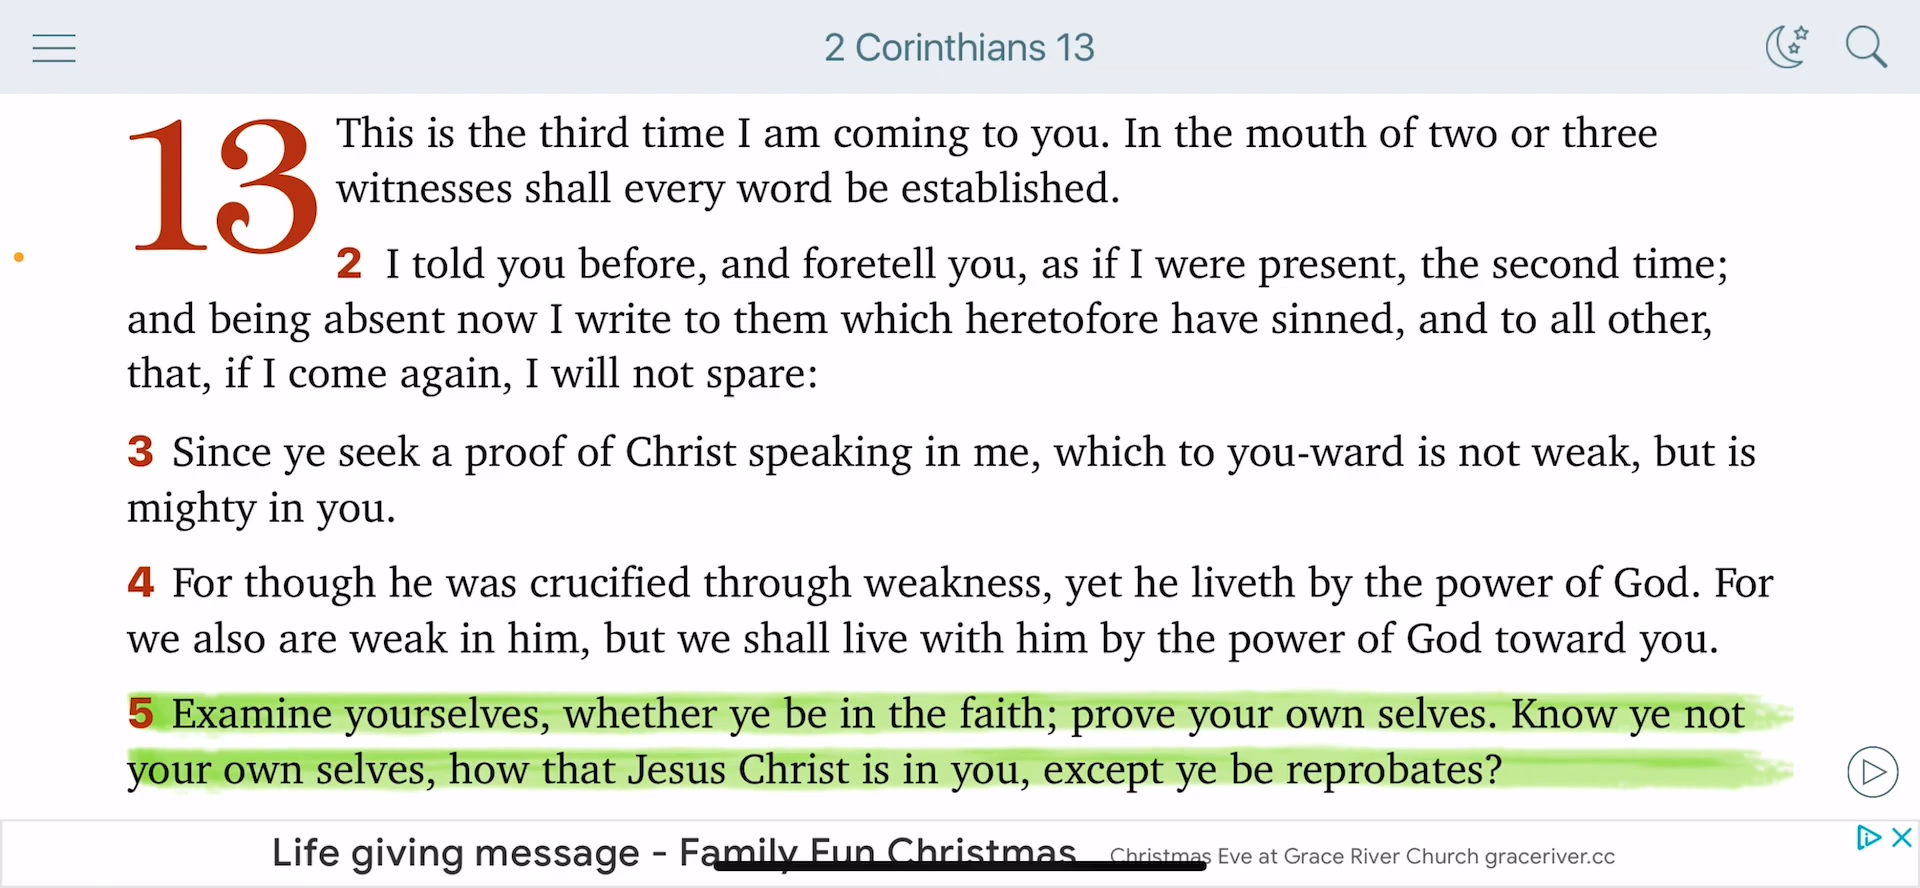 2 Corinthians 13
13 This is the third time I am coming to you. In the mouth of two or three
witnesses shall every word be established.
2 I told you before, and foretell you, as if I were present, the second time;
and being absent now I write to them which heretofore have sinned, and to all other,
that, if I come again, I will not spare:
3 Since ye seek a proof of Christ speaking in me, which to you-ward is not weak, but is
mighty in you.
4 For though he was crucified through weakness, yet he liveth by the power of God. For
we also are weak in him, but we shall live with him by the power of God toward you.
5 Examine yourselves, whether ye be in the faith; prove your own selves. Know ye not
your own selves, how that Jesus Christ is in you, except ye be reprobates?
Life giving message - Family Fun Christmas Christmas Eve at Grace River Church graceriver.cc